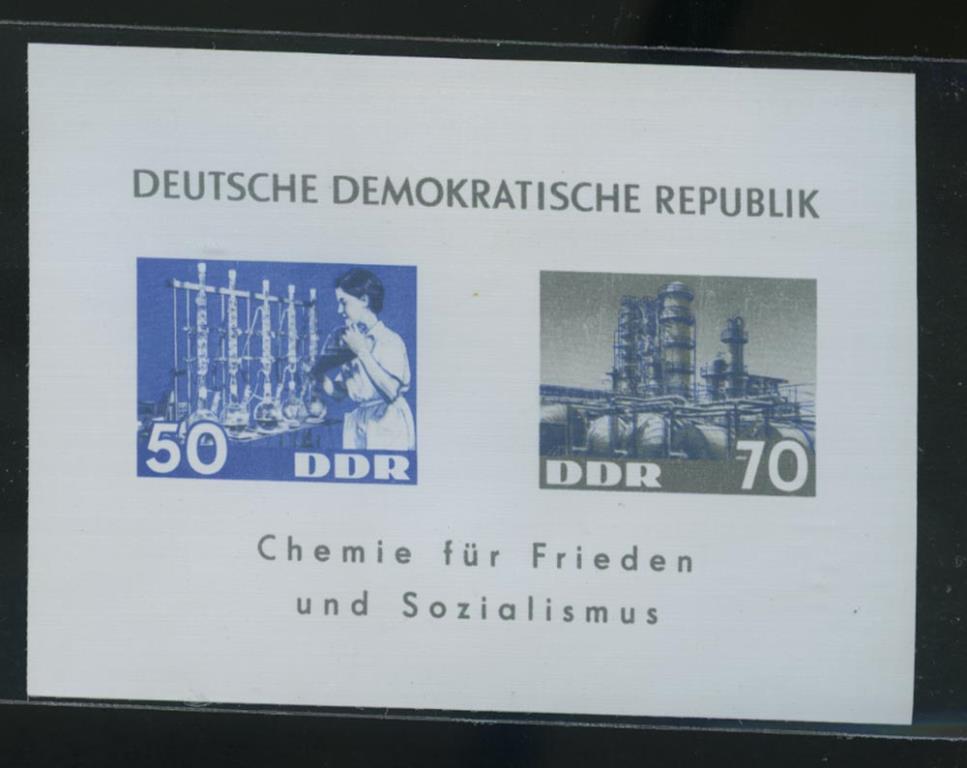 DEUTSCHE DEMOKRATISCHE REPUBLIK
50 DDR
DDR 70
Chemie für Frieden
und Sozialismus